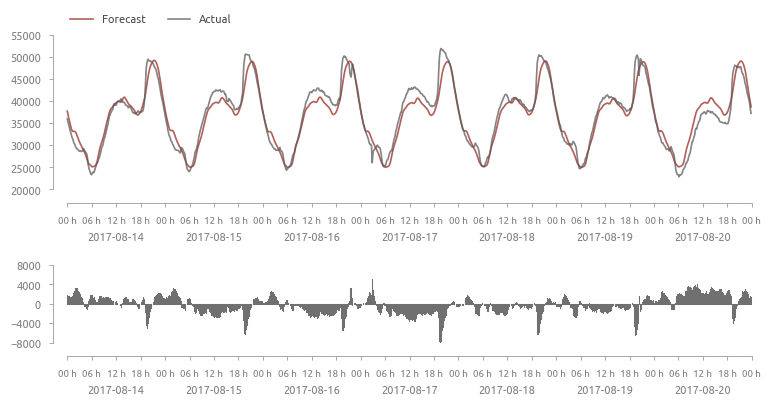 Forecast Actual
55000
50000
45000
40000
35000
30000
25000
20000
00 h 06 h 12 h 18 h 00 h 06 h 12 h 18 h 00 h 06 h 12 h 18 h 00 h 06 h 12 h 18 h 00 h 06 h 12 h 18 h 00 h 06 h 12 h 18 h 00 h 06 h 12 h 18 h 00 h
2017-08-14 2017-08-15 2017-08-16 2017-08-17 2017-08-18 2017-08-19 2017-08-20
8000
4000
0
−4000
−8000
00 h 06 h 12 h 18 h 00 h 06 h 12 h 18 h 00 h 06 h 12 h 18 h 00 h 06 h 12 h 18 h 00 h 06 h 12 h 18 h 00 h 06 h 12 h 18 h 00 h 06 h 12 h 18 h 00 h
2017-08-14 2017-08-15 2017-08-16 2017-08-17 2017-08-18 2017-08-19 2017-08-20